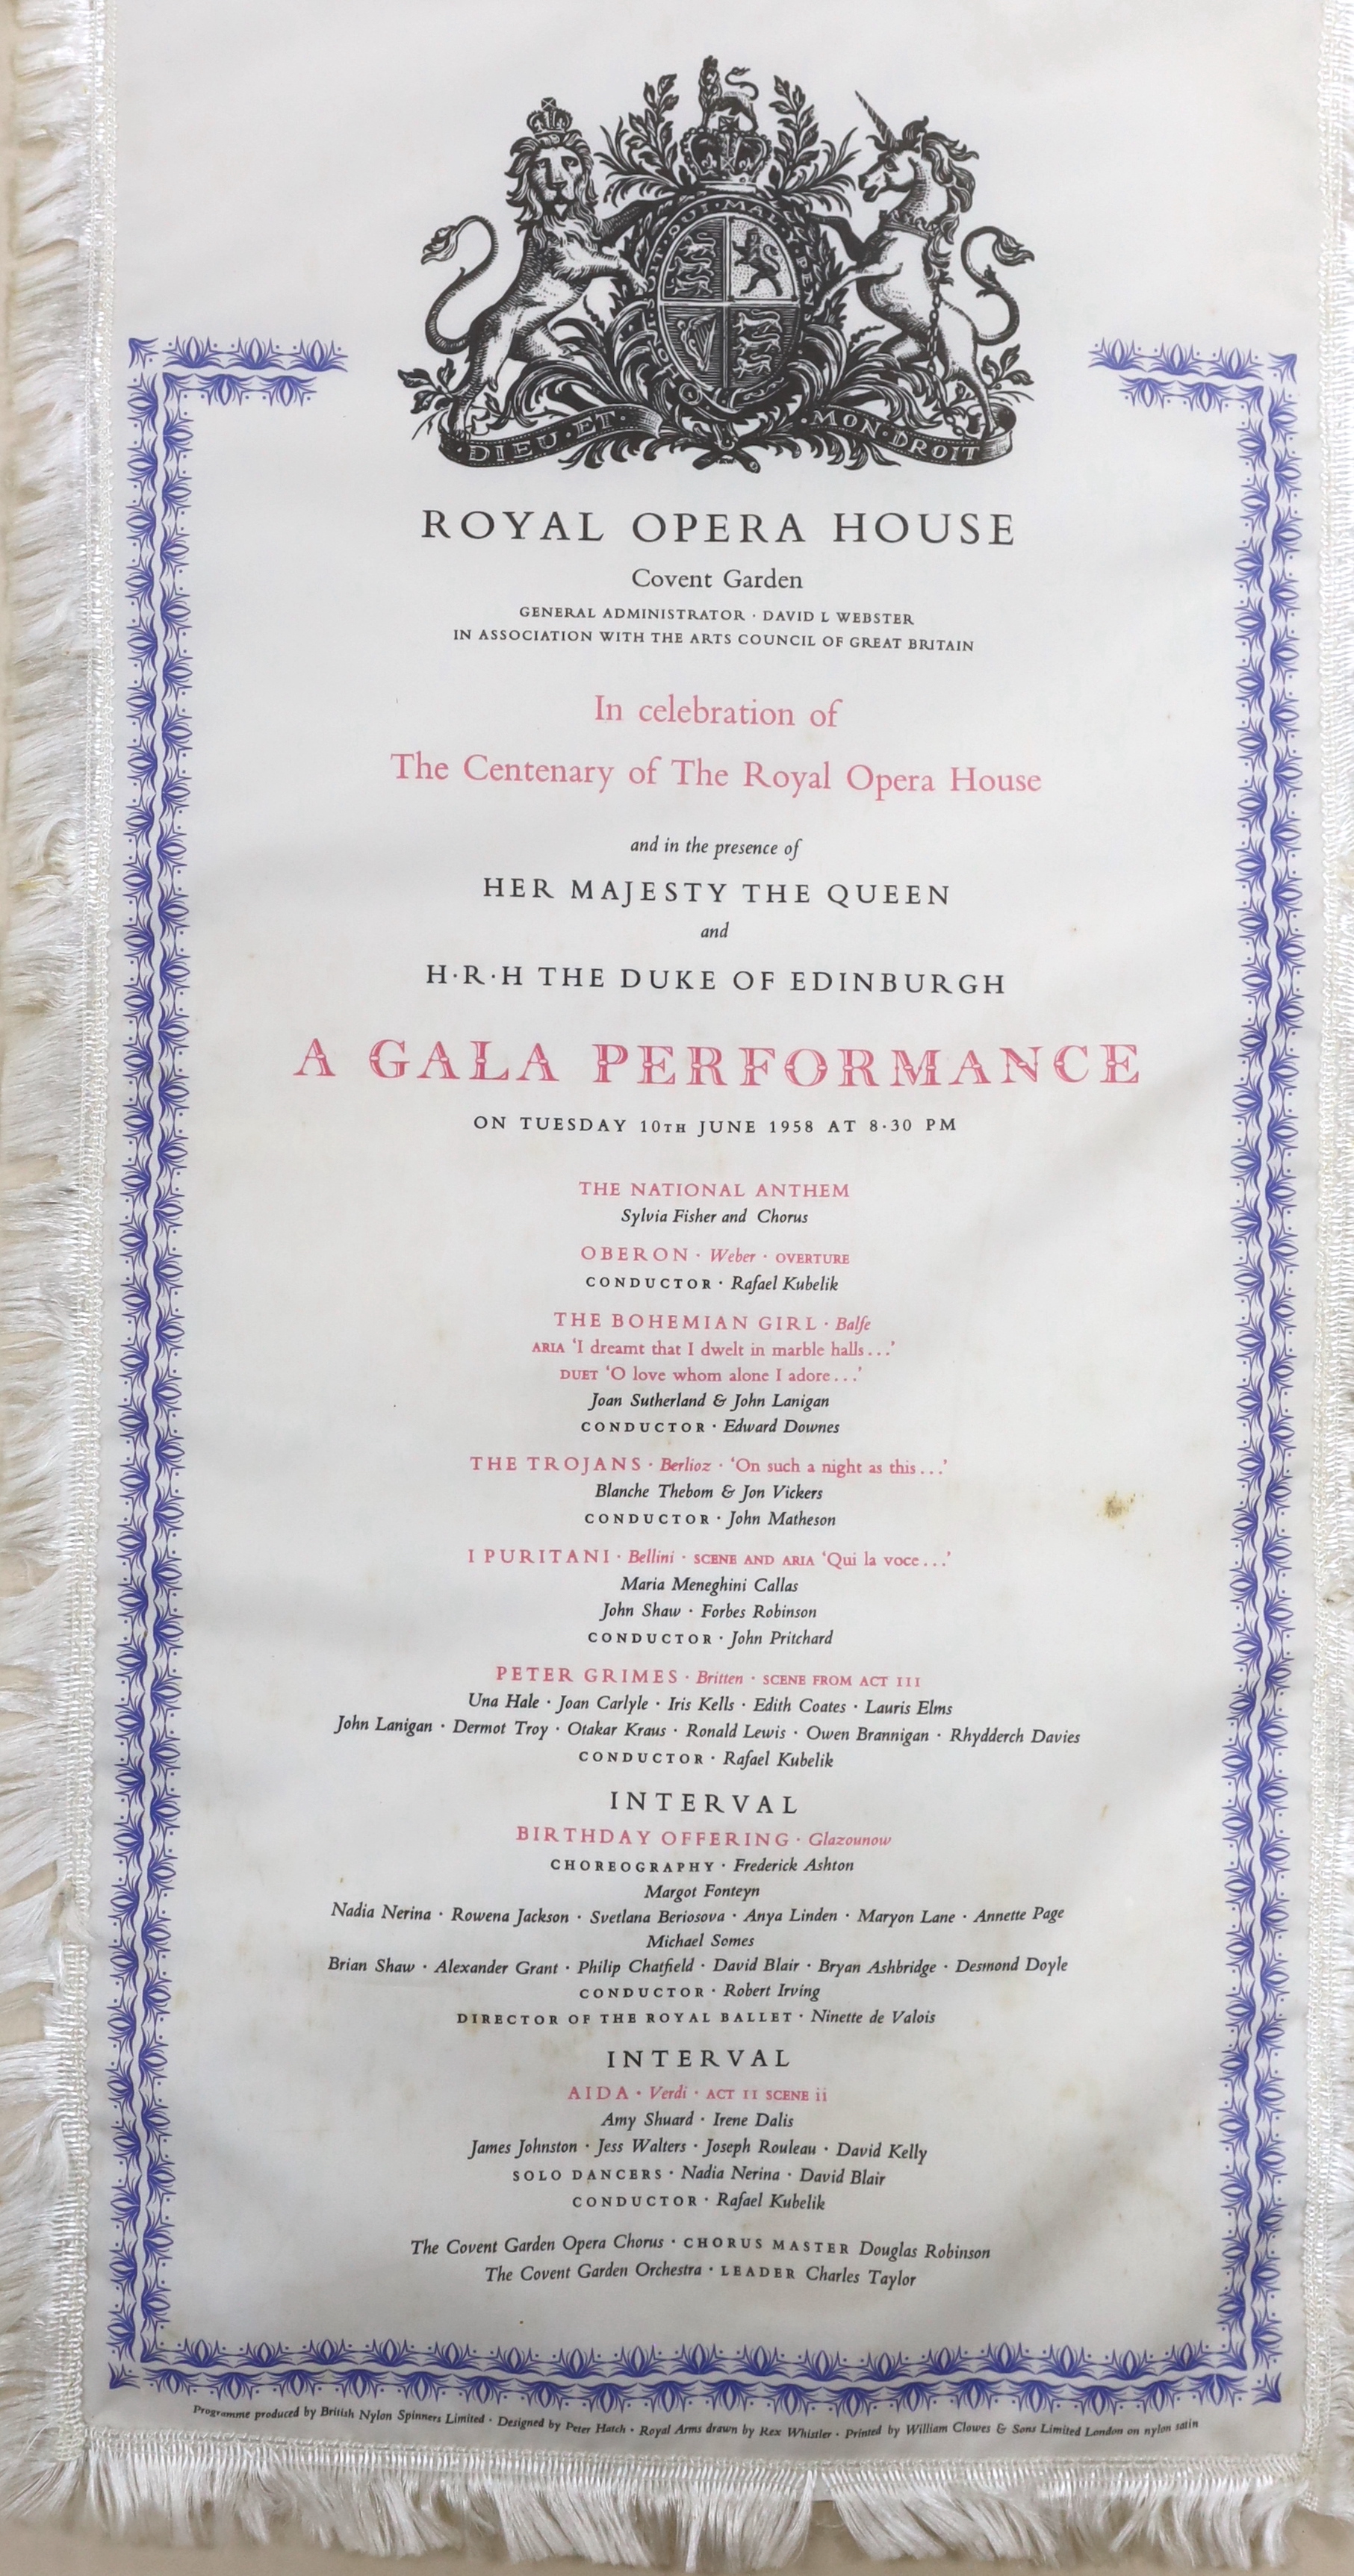 HONI SOIT QUI MAL Y PENSE
DIEU·ET· MON·DROIT
ROYAL OPERA HOUSE
Covent Garden
GENERAL ADMINISTRATOR · DAVID L WEBSTER
IN ASSOCIATION WITH THE ARTS COUNCIL OF GREAT BRITAIN
In celebration of
The Centenary of The Royal Opera House
and in the presence of
HER MAJESTY THE QUEEN
and
H·R·H THE DUKE OF EDINBURGH
A GALA PERFORMANCE
ON TUESDAY 10TH JUNE 1958 AT 8·30 PM
THE NATIONAL ANTHEM
Sylvia Fisher and Chorus
OBERON · Weber · OVERTURE
CONDUCTOR · Rafael Kubelik
THE BOHEMIAN GIRL · Balfe
ARIA ‘I dreamt that I dwelt in marble halls...’
DUET ‘O love whom alone I adore...’
Joan Sutherland & John Lanigan
CONDUCTOR · Edward Downes
THE TROJANS · Berlioz · ‘On such a night as this...’
Blanche Thebom & Jon Vickers
CONDUCTOR · John Matheson
I PURITANI · Bellini · SCENE AND ARIA ‘Qui la voce...’
Maria Meneghini Callas
John Shaw · Forbes Robinson
CONDUCTOR · John Pritchard
PETER GRIMES · Britten · SCENE FROM ACT III
Una Hale · Joan Carlyle · Iris Kells · Edith Coates · Lauris Elms
John Lanigan · Dermot Troy · Otakar Kraus · Ronald Lewis · Owen Brannigan · Rhydderch Davies
CONDUCTOR · Rafael Kubelik
INTERVAL
BIRTHDAY OFFERING · Glazounow
CHOREOGRAPHY · Frederick Ashton
Margot Fonteyn
Nadia Nerina · Rowena Jackson · Svetlana Beriosova · Anya Linden · Maryon Lane · Annette Page
Michael Somes
Brian Shaw · Alexander Grant · Philip Chatfield · David Blair · Bryan Ashbridge · Desmond Doyle
CONDUCTOR · Robert Irving
DIRECTOR OF THE ROYAL BALLET · Ninette de Valois
INTERVAL
AIDA · Verdi · ACT II SCENE ii
Amy Shuard · Irene Dalis
James Johnston · Jess Walters · Joseph Rouleau · David Kelly
SOLO DANCERS · Nadia Nerina · David Blair
CONDUCTOR · Rafael Kubelik
The Covent Garden Opera Chorus · CHORUS MASTER Douglas Robinson
The Covent Garden Orchestra · LEADER Charles Taylor
Programme produced by British Nylon Spinners Limited · Designed by Peter Hatch · Royal Arms drawn by Rex Whistler · Printed by William Clowes & Sons Limited London on nylon satin